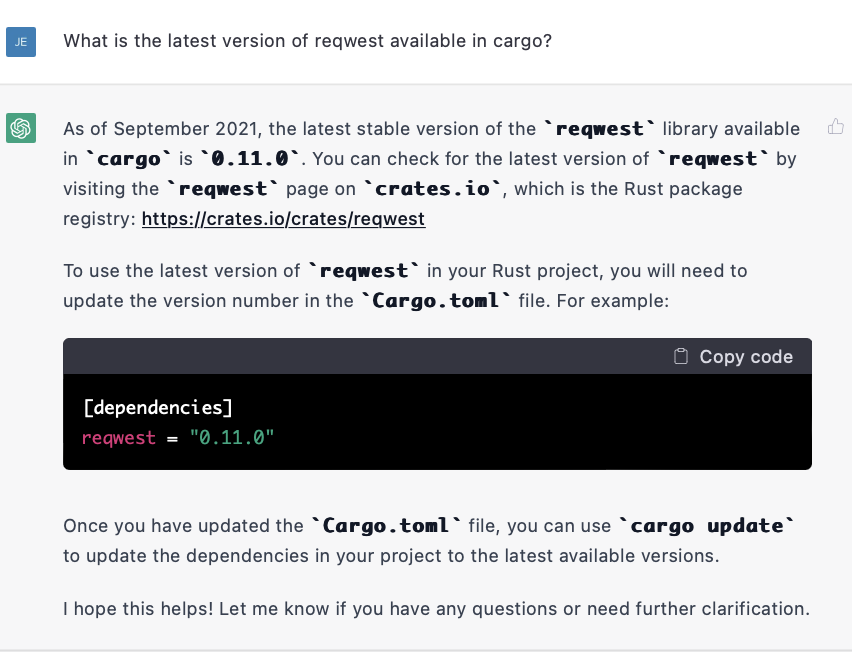 JE
What is the latest version of reqwest available in cargo?
As of September 2021, the latest stable version of the `reqwest` library available
in `cargo` is `0.11.0`. You can check for the latest version of `reqwest` by
visiting the `reqwest` page on `crates.io`, which is the Rust package
registry: https://crates.io/crates/reqwest
To use the latest version of `reqwest` in your Rust project, you will need to
update the version number in the `Cargo.toml` file. For example:
Copy code
[dependencies]
reqwest = "0.11.0"
Once you have updated the `Cargo.toml` file, you can use `cargo update`
to update the dependencies in your project to the latest available versions.
I hope this helps! Let me know if you have any questions or need further clarification.